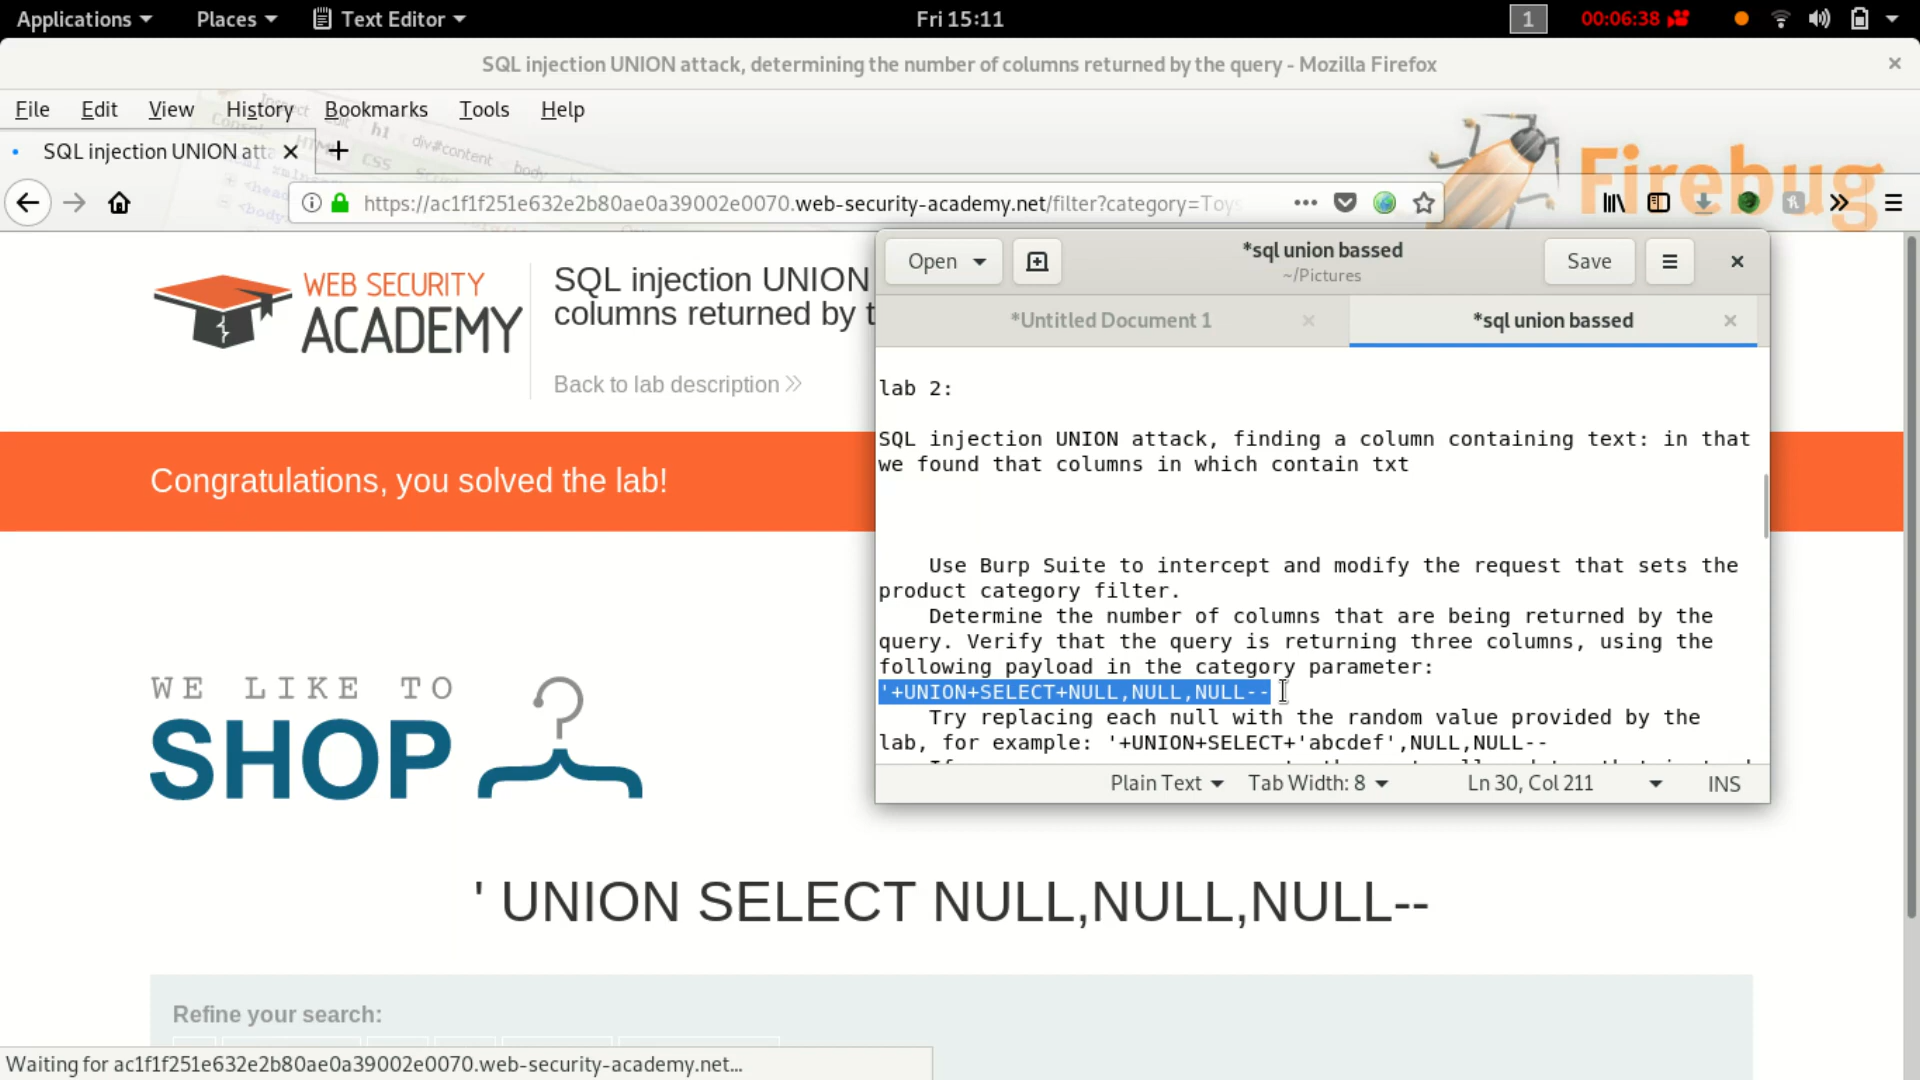 Applications Places Text Editor Fri 15:11 1 00:06:38
SQL injection UNION attack, determining the number of columns returned by the query - Mozilla Firefox
File Edit View History Bookmarks Tools Help
SQL injection UNION att
Firebug
https://ac1f1f251e632e2b80ae0a39002e0070.web-security-academy.net/filter?category=Toys
Open *sql union bassed Save
~/Pictures
*Untitled Document 1 *sql union bassed
WEB SECURITY
ACADEMY
SQL injection UNION
columns returned by t
Back to lab description
Congratulations, you solved the lab!
lab 2:
SQL injection UNION attack, finding a column containing text: in that
we found that columns in which contain txt
Use Burp Suite to intercept and modify the request that sets the
product category filter.
Determine the number of columns that are being returned by the
query. Verify that the query is returning three columns, using the
following payload in the category parameter:
'+UNION+SELECT+NULL,NULL,NULL--
Try replacing each null with the random value provided by the
lab, for example: '+UNION+SELECT+'abcdef',NULL,NULL--
Plain Text Tab Width: 8 Ln 30, Col 211 INS
WE LIKE TO
SHOP
' UNION SELECT NULL,NULL,NULL--
Refine your search:
Waiting for ac1f1f251e632e2b80ae0a39002e0070.web-security-academy.net...